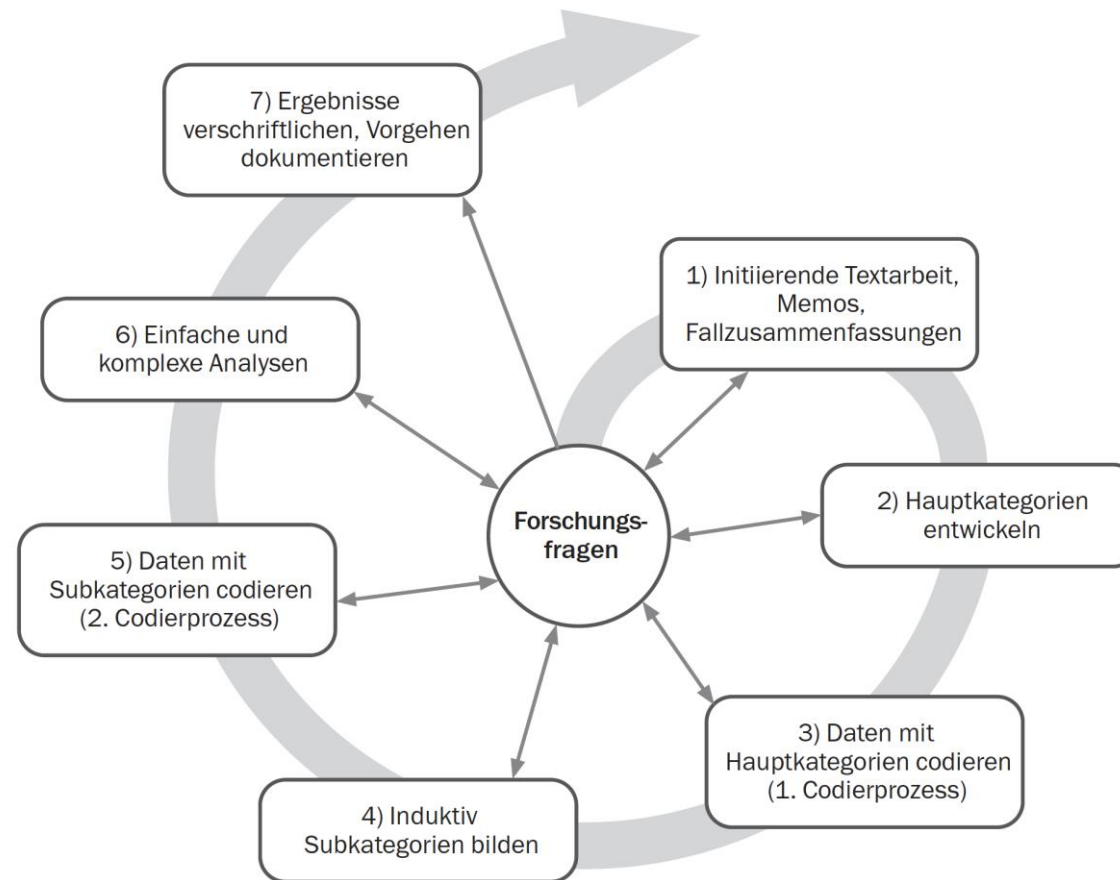 7) Ergebnisse
verschriftlichen, Vorgehen
dokumentieren
1) Initiierende Textarbeit,
Memos,
Fallzusammenfassungen
6) Einfache und
komplexe Analysen
2) Hauptkategorien
entwickeln
Forschungs-
fragen
5) Daten mit
Subkategorien codieren
(2. Codierprozess)
3) Daten mit
Hauptkategorien codieren
(1. Codierprozess)
4) Induktiv
Subkategorien bilden